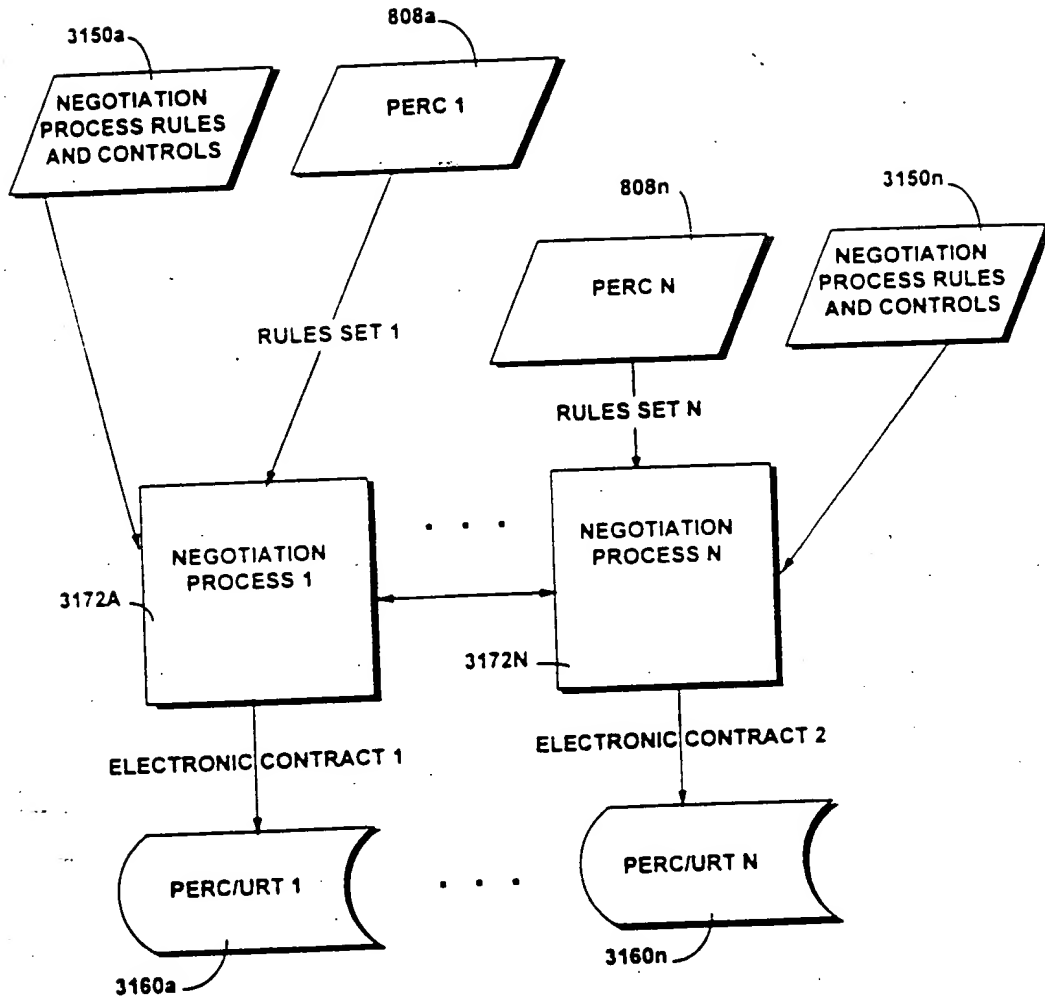 3150a
808a
NEGOTIATION
PROCESS RULES
AND CONTROLS
PERC 1
808n
3150n
PERC N
NEGOTIATION
PROCESS RULES
AND CONTROLS
RULES SET 1
RULES SET N
NEGOTIATION
PROCESS 1
. . .
NEGOTIATION
PROCESS N
3172A
3172N
ELECTRONIC CONTRACT 1
ELECTRONIC CONTRACT 2
PERC/URT 1
. . .
PERC/URT N
3160a
3160n